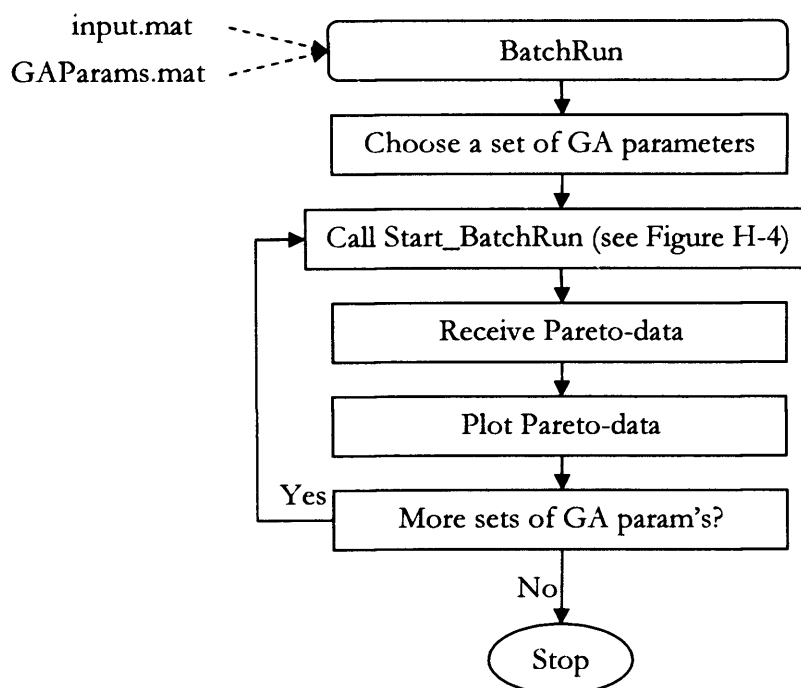 input.mat
GAParams.mat
BatchRun
Choose a set of GA parameters
Call Start_BatchRun (see Figure H-4)
Receive Pareto-data
Plot Pareto-data
Yes
More sets of GA param's?
No
Stop